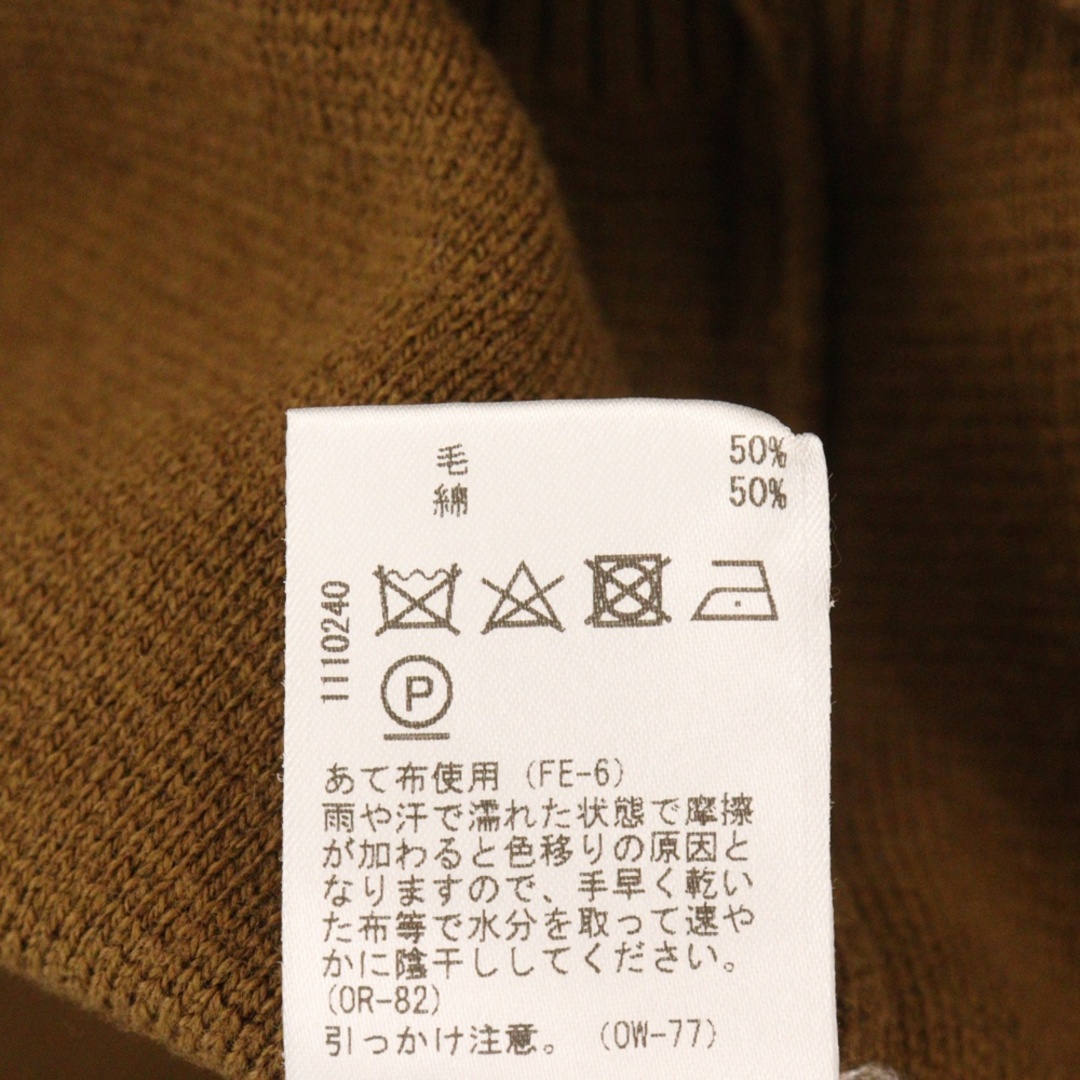 毛 50%
綿 50%
1110240
P
あて布使用（FE-6）
雨や汗で濡れた状態で摩擦
が加わると色移りの原因と
なりますので、手早く乾い
た布等で水分を取って速や
かに陰干ししてください。
（OR-82）
引っかけ注意。（OW-77）